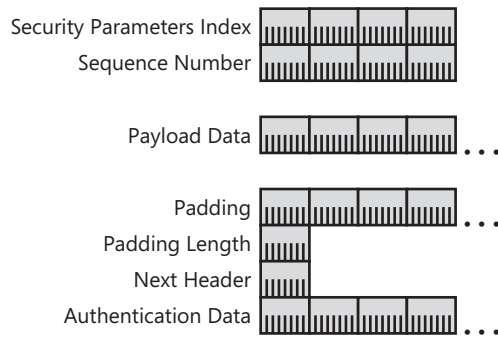 Security Parameters Index
Sequence Number
Payload Data
...
Padding
...
Padding Length
Next Header
Authentication Data
...